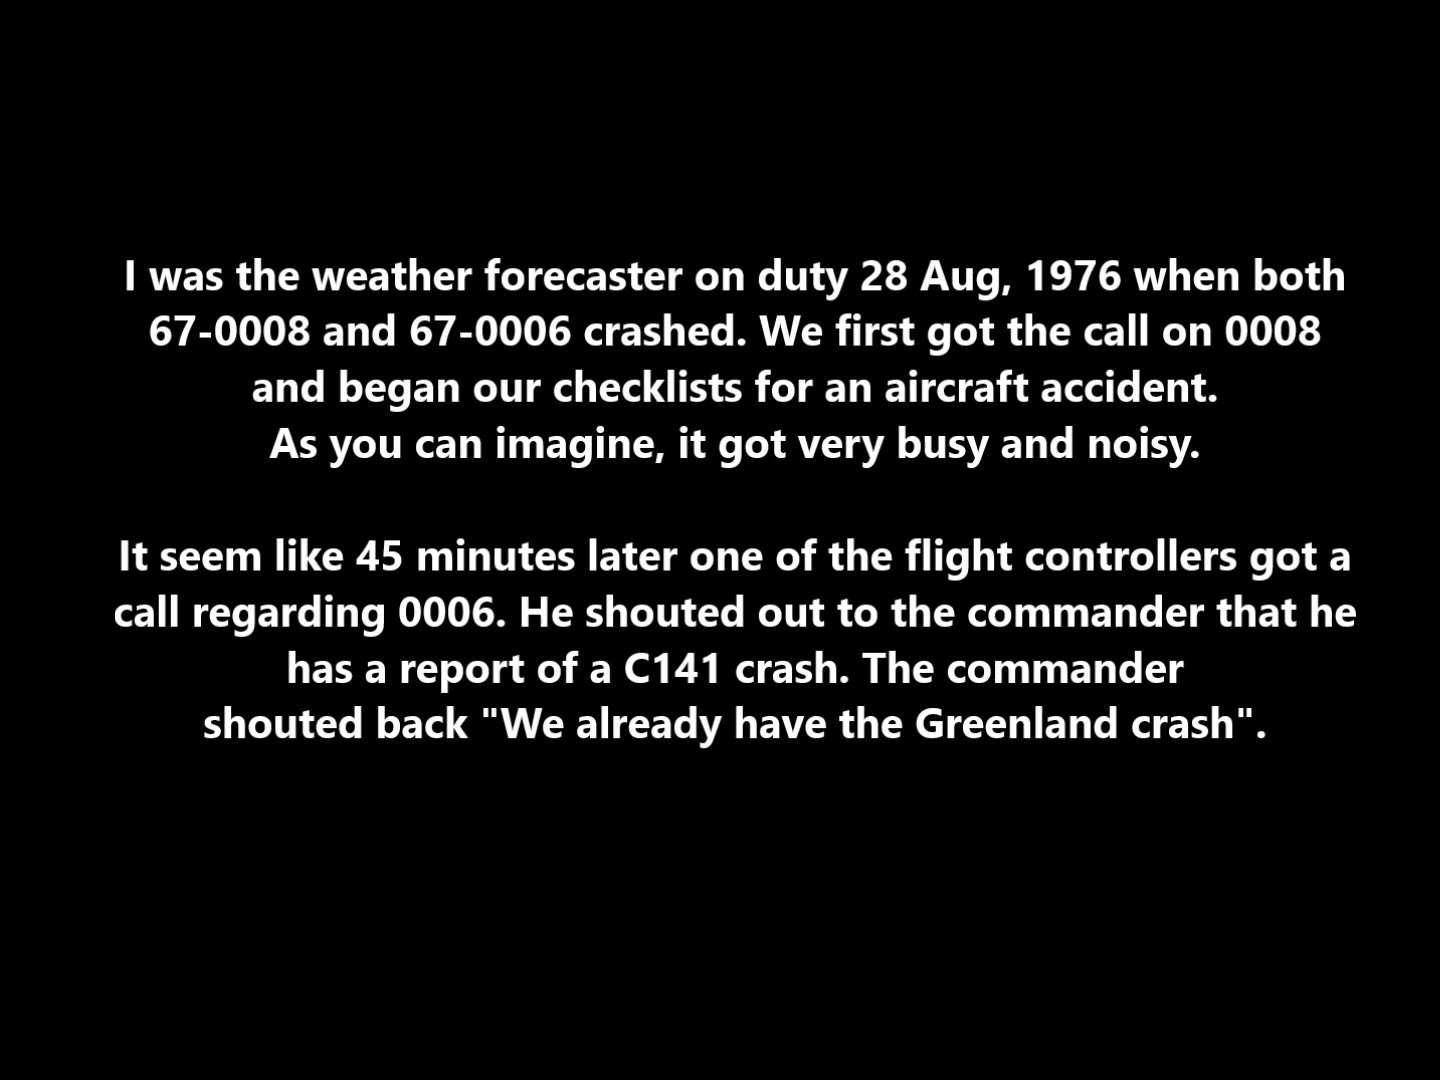 I was the weather forecaster on duty 28 Aug, 1976 when both
67-0008 and 67-0006 crashed. We first got the call on 0008
and began our checklists for an aircraft accident.
As you can imagine, it got very busy and noisy.
It seem like 45 minutes later one of the flight controllers got a
call regarding 0006. He shouted out to the commander that he
has a report of a C141 crash. The commander
shouted back "We already have the Greenland crash".